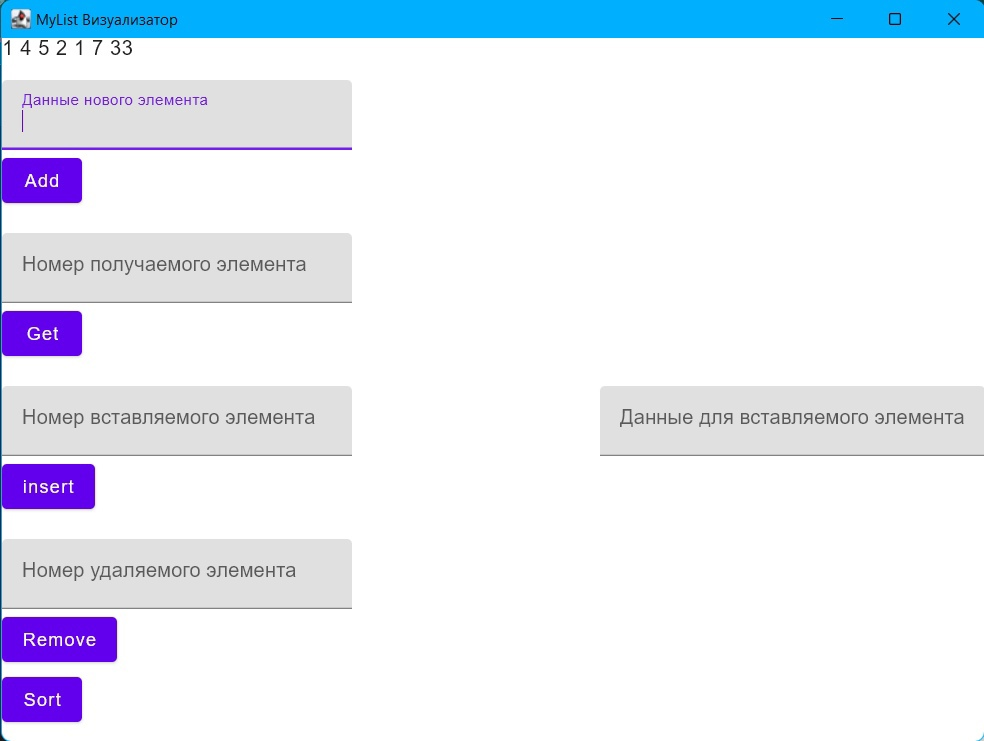 MyList Визуализатор
1 4 5 2 1 7 33
Данные нового элемента
Add
Номер получаемого элемента
Get
Номер вставляемого элемента
Данные для вставляемого элемента
insert
Номер удаляемого элемента
Remove
Sort